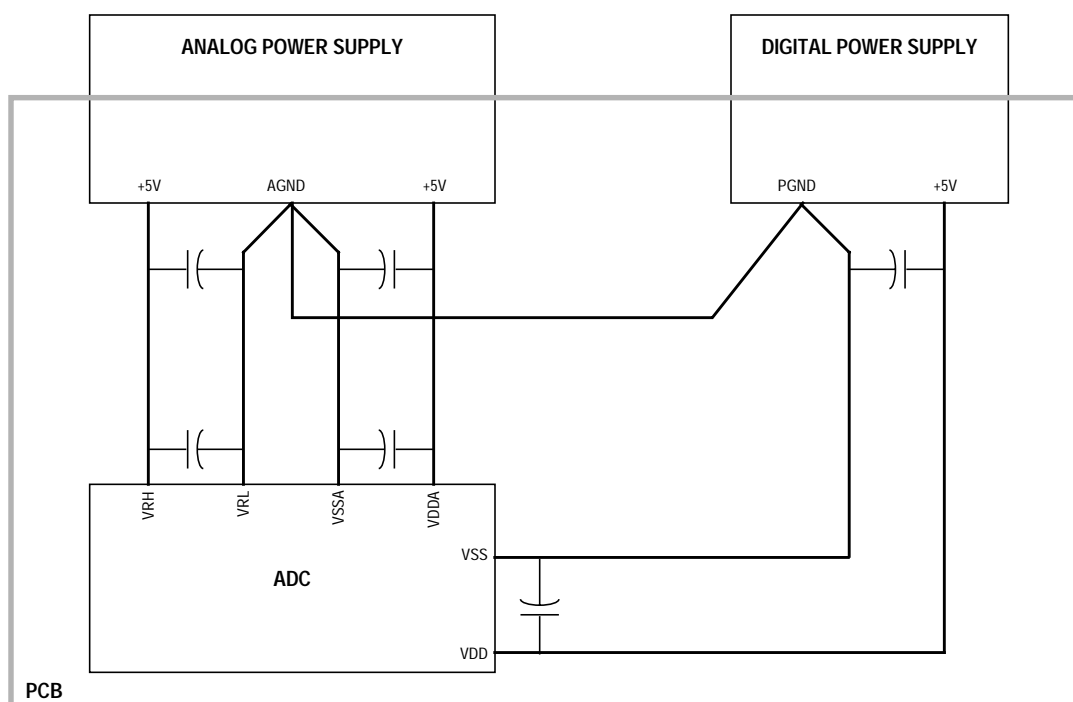 ANALOG POWER SUPPLY
DIGITAL POWER SUPPLY
+5V
AGND
+5V
PGND
+5V
VRH
VRL
VSSA
VDDA
VSS
ADC
VDD
PCB